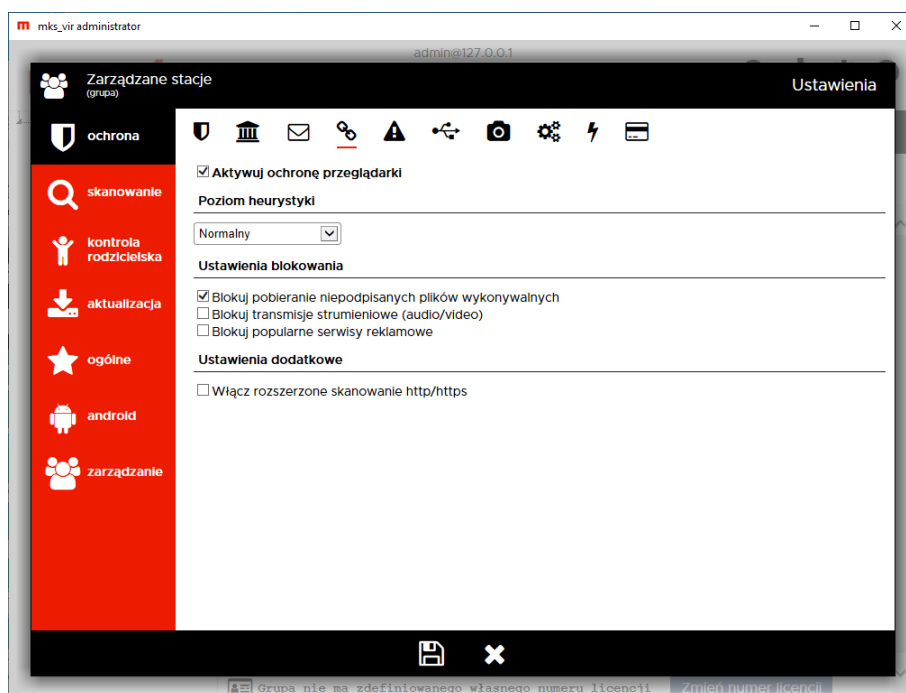 mks_vir administrator
admin@127.0.0.1
Zarządzane stacje
(grupa)
Ustawienia
ochrona
skanowanie
kontrola
rodzicielska
aktualizacja
ogólne
android
zarządzanie
Aktywuj ochronę przeglądarki
Poziom heurystyki
Normalny
Ustawienia blokowania
Blokuj pobieranie niepodpisanych plików wykonywalnych
Blokuj transmisje strumieniowe (audio/video)
Blokuj popularne serwisy reklamowe
Ustawienia dodatkowe
Włącz rozszerzone skanowanie http/https
Grupa nie ma zdefiniowanego własnego numeru licencji
Zmień numer licencji